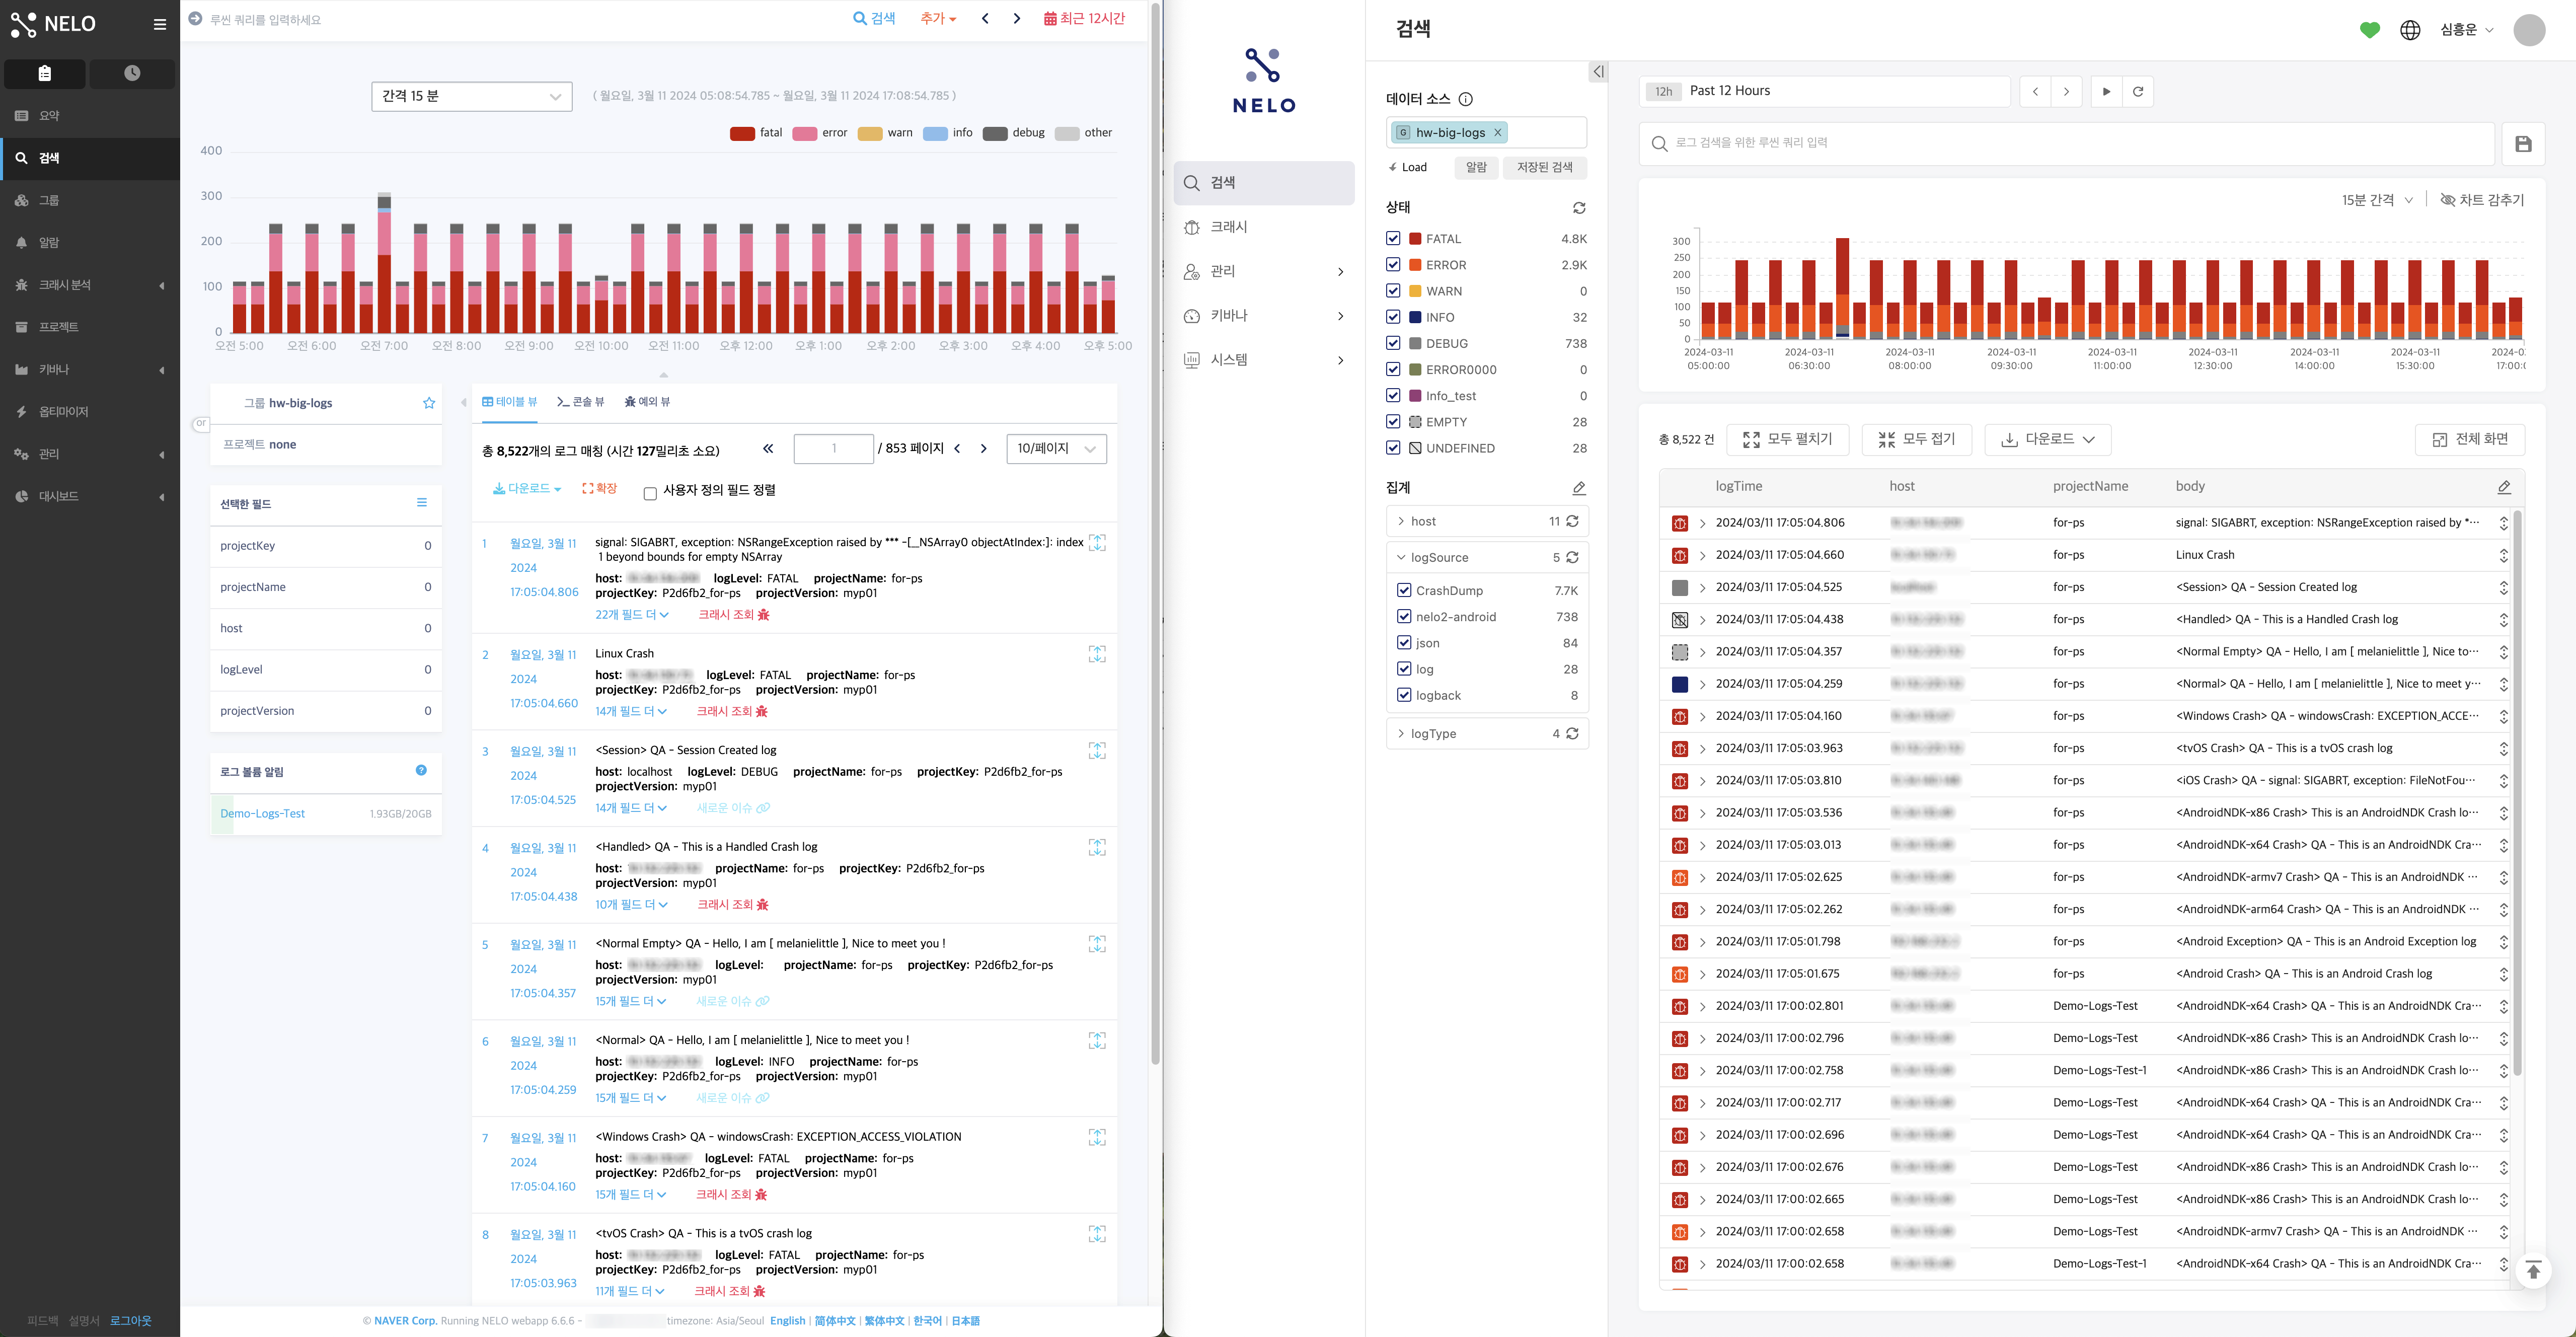 NELO
요약
검색
그룹
알람
크래시 분석
프로젝트
키바나
옵티마이저
관리
대시보드
피드백 설명서 로그아웃
루씬 쿼리를 입력하세요
검색 추가 최근 12시간
간격 15 분
( 월요일, 3월 11 2024 05:08:54.785 ~ 월요일, 3월 11 2024 17:08:54.785 )
fatal error warn info debug other
400
300
200
100
0
오전 5:00 오전 6:00 오전 7:00 오전 8:00 오전 9:00 오전 10:00 오전 11:00 오후 12:00 오후 1:00 오후 2:00 오후 3:00 오후 4:00 오후 5:00
그룹 hw-big-logs
or
프로젝트 none
선택한 필드
projectKey 0
projectName 0
host 0
logLevel 0
projectVersion 0
로그 볼륨 알림
Demo-Logs-Test 1.93GB/20GB
테이블 뷰 콘솔 뷰 예외 뷰
총 8,522개의 로그 매칭 (시간 127밀리초 소요)
1 / 853 페이지 10/페이지
다운로드 확장 사용자 정의 필드 정렬
1 월요일, 3월 11 2024 17:05:04.806
signal: SIGABRT, exception: NSRangeException raised by *** -[__NSArray0 objectAtIndex:]: index
1 beyond bounds for empty NSArray
host: logLevel: FATAL projectName: for-ps
projectKey: P2d6fb2_for-ps projectVersion: myp01
22개 필드 더 크래시 조회
2 월요일, 3월 11 2024 17:05:04.660
Linux Crash
host: logLevel: FATAL projectName: for-ps
projectKey: P2d6fb2_for-ps projectVersion: myp01
14개 필드 더 크래시 조회
3 월요일, 3월 11 2024 17:05:04.525
<Session> QA - Session Created log
host: localhost logLevel: DEBUG projectName: for-ps projectKey: P2d6fb2_for-ps
projectVersion: myp01
14개 필드 더 새로운 이슈
4 월요일, 3월 11 2024 17:05:04.438
<Handled> QA - This is a Handled Crash log
host: projectName: for-ps projectKey: P2d6fb2_for-ps
projectVersion: myp01
10개 필드 더 크래시 조회
5 월요일, 3월 11 2024 17:05:04.357
<Normal Empty> QA - Hello, I am [ melanielittle ], Nice to meet you !
host: logLevel: projectName: for-ps projectKey: P2d6fb2_for-ps
projectVersion: myp01
15개 필드 더 새로운 이슈
6 월요일, 3월 11 2024 17:05:04.259
<Normal> QA - Hello, I am [ melanielittle ], Nice to meet you !
host: logLevel: INFO projectName: for-ps
projectKey: P2d6fb2_for-ps projectVersion: myp01
15개 필드 더 새로운 이슈
7 월요일, 3월 11 2024 17:05:04.160
<Windows Crash> QA - windowsCrash: EXCEPTION_ACCESS_VIOLATION
host: logLevel: FATAL projectName: for-ps
projectKey: P2d6fb2_for-ps projectVersion: myp01
15개 필드 더 크래시 조회
8 월요일, 3월 11 2024 17:05:03.963
<tvOS Crash> QA - This is a tvOS crash log
host: logLevel: FATAL projectName: for-ps
projectKey: P2d6fb2_for-ps projectVersion: myp01
11개 필드 더 크래시 조회
© NAVER Corp. Running NELO webapp 6.6.6 - timezone: Asia/Seoul English | 简体中文 | 繁体中文 | 한국어 | 日本語
NELO
검색
크래시
관리
키바나
시스템
검색
심흥운
데이터 소스
G hw-big-logs X
Load 알람 저장된 검색
상태
FATAL 4.8K
ERROR 2.9K
WARN 0
INFO 32
DEBUG 738
ERROR0000 0
Info_test 0
EMPTY 28
UNDEFINED 28
집계
host 11
logSource 5
CrashDump 7.7K
nelo2-android 738
json 84
log 28
logback 8
logType 4
12h Past 12 Hours
로그 검색을 위한 루씬 쿼리 입력
15분 간격 차트 감추기
300
250
200
150
100
50
0
2024-03-11 2024-03-11 2024-03-11 2024-03-11 2024-03-11 2024-03-11 2024-03-11 2024-03-11 2024-0
05:00:00 06:30:00 08:00:00 09:30:00 11:00:00 12:30:00 14:00:00 15:30:00 17:00:
총 8,522 건 모두 펼치기 모두 접기 다운로드 전체 화면
logTime host projectName body
2024/03/11 17:05:04.806 for-ps signal: SIGABRT, exception: NSRangeException raised by *···
2024/03/11 17:05:04.660 for-ps Linux Crash
2024/03/11 17:05:04.525 for-ps <Session> QA - Session Created log
2024/03/11 17:05:04.438 for-ps <Handled> QA - This is a Handled Crash log
2024/03/11 17:05:04.357 for-ps <Normal Empty> QA - Hello, I am [ melanielittle ], Nice to···
2024/03/11 17:05:04.259 for-ps <Normal> QA - Hello, I am [ melanielittle ], Nice to meet y···
2024/03/11 17:05:04.160 for-ps <Windows Crash> QA - windowsCrash: EXCEPTION_ACCE···
2024/03/11 17:05:03.963 for-ps <tvOS Crash> QA - This is a tvOS crash log
2024/03/11 17:05:03.810 for-ps <iOS Crash> QA - signal: SIGABRT, exception: FileNotFou···
2024/03/11 17:05:03.536 for-ps <AndroidNDK-x86 Crash> This is an AndroidNDK Crash lo···
2024/03/11 17:05:03.013 for-ps <AndroidNDK-x64 Crash> QA - This is an AndroidNDK Cra···
2024/03/11 17:05:02.625 for-ps <AndroidNDK-armv7 Crash> QA - This is an AndroidNDK ···
2024/03/11 17:05:02.262 for-ps <AndroidNDK-arm64 Crash> QA - This is an AndroidNDK ···
2024/03/11 17:05:01.798 for-ps <Android Exception> QA - This is an Android Exception log
2024/03/11 17:05:01.675 for-ps <Android Crash> QA - This is an Android Crash log
2024/03/11 17:00:02.801 Demo-Logs-Test <AndroidNDK-x64 Crash> QA - This is an AndroidNDK Cra···
2024/03/11 17:00:02.796 Demo-Logs-Test <AndroidNDK-x86 Crash> This is an AndroidNDK Crash lo···
2024/03/11 17:00:02.758 Demo-Logs-Test-1 <AndroidNDK-x86 Crash> This is an AndroidNDK Crash lo···
2024/03/11 17:00:02.717 Demo-Logs-Test <AndroidNDK-x64 Crash> QA - This is an AndroidNDK Cra···
2024/03/11 17:00:02.696 Demo-Logs-Test <AndroidNDK-x64 Crash> QA - This is an AndroidNDK Cra···
2024/03/11 17:00:02.676 Demo-Logs-Test <AndroidNDK-x86 Crash> This is an AndroidNDK Crash lo···
2024/03/11 17:00:02.665 Demo-Logs-Test <AndroidNDK-x86 Crash> This is an AndroidNDK Crash lo···
2024/03/11 17:00:02.658 Demo-Logs-Test <AndroidNDK-armv7 Crash> QA - This is an AndroidNDK ···
2024/03/11 17:00:02.658 Demo-Logs-Test-1 <AndroidNDK-x64 Crash> QA - This is an AndroidNDK Cra···